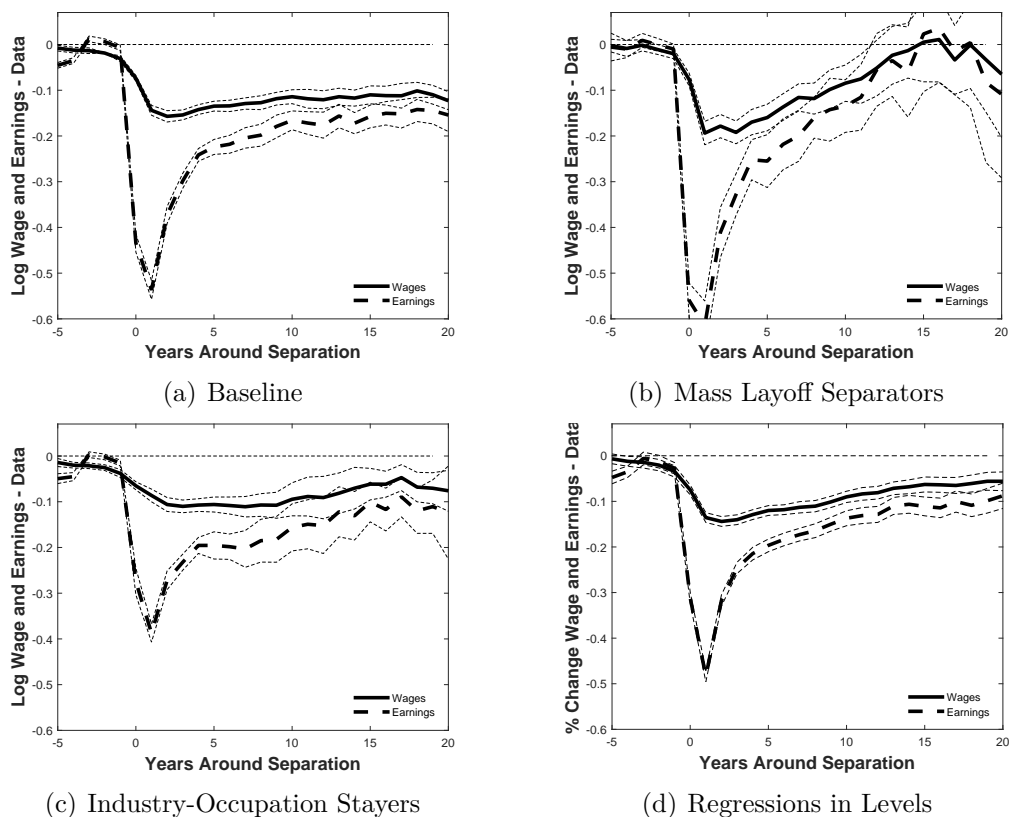 0
-0.1
-0.2
-0.3
-0.4
-0.5
-0.6
Log Wage and Earnings - Data
Wages
Earnings
-5 0 5 10 15 20
Years Around Separation
(a) Baseline
0
-0.1
-0.2
-0.3
-0.4
-0.5
-0.6
Log Wage and Earnings - Data
Wages
Earnings
-5 0 5 10 15 20
Years Around Separation
(b) Mass Layoff Separators
0
-0.1
-0.2
-0.3
-0.4
-0.5
-0.6
Log Wage and Earnings - Data
Wages
Earnings
-5 0 5 10 15 20
Years Around Separation
(c) Industry-Occupation Stayers
0
-0.1
-0.2
-0.3
-0.4
-0.5
-0.6
% Change Wage and Earnings - Data
Wages
Earnings
-5 0 5 10 15 20
Years Around Separation
(d) Regressions in Levels